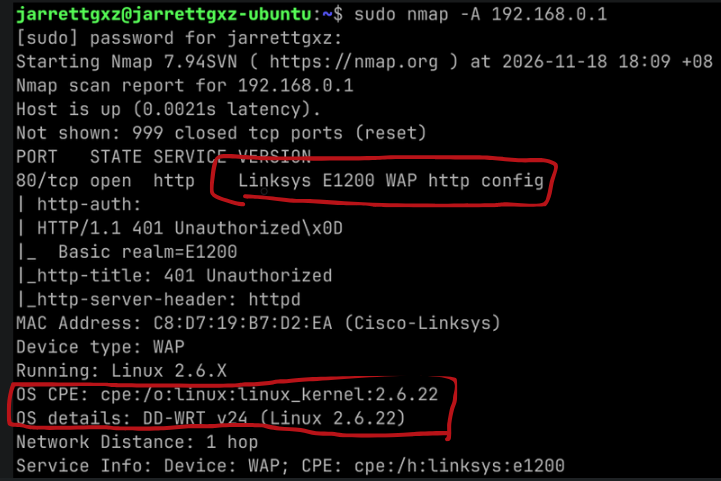 jarrettgxz@jarrettgxz-ubuntu:~$ sudo nmap -A 192.168.0.1
[sudo] password for jarrettgxz:
Starting Nmap 7.94SVN ( https://nmap.org ) at 2026-11-18 18:09 +08
Nmap scan report for 192.168.0.1
Host is up (0.0021s latency).
Not shown: 999 closed tcp ports (reset)
PORT   STATE SERVICE VERSION
80/tcp open  http    Linksys E1200 WAP http config
| http-auth:
| HTTP/1.1 401 Unauthorized\x0D
|_  Basic realm=E1200
|_http-title: 401 Unauthorized
|_http-server-header: httpd
MAC Address: C8:D7:19:B7:D2:EA (Cisco-Linksys)
Device type: WAP
Running: Linux 2.6.X
OS CPE: cpe:/o:linux:linux_kernel:2.6.22
OS details: DD-WRT v24 (Linux 2.6.22)
Network Distance: 1 hop
Service Info: Device: WAP; CPE: cpe:/h:linksys:e1200